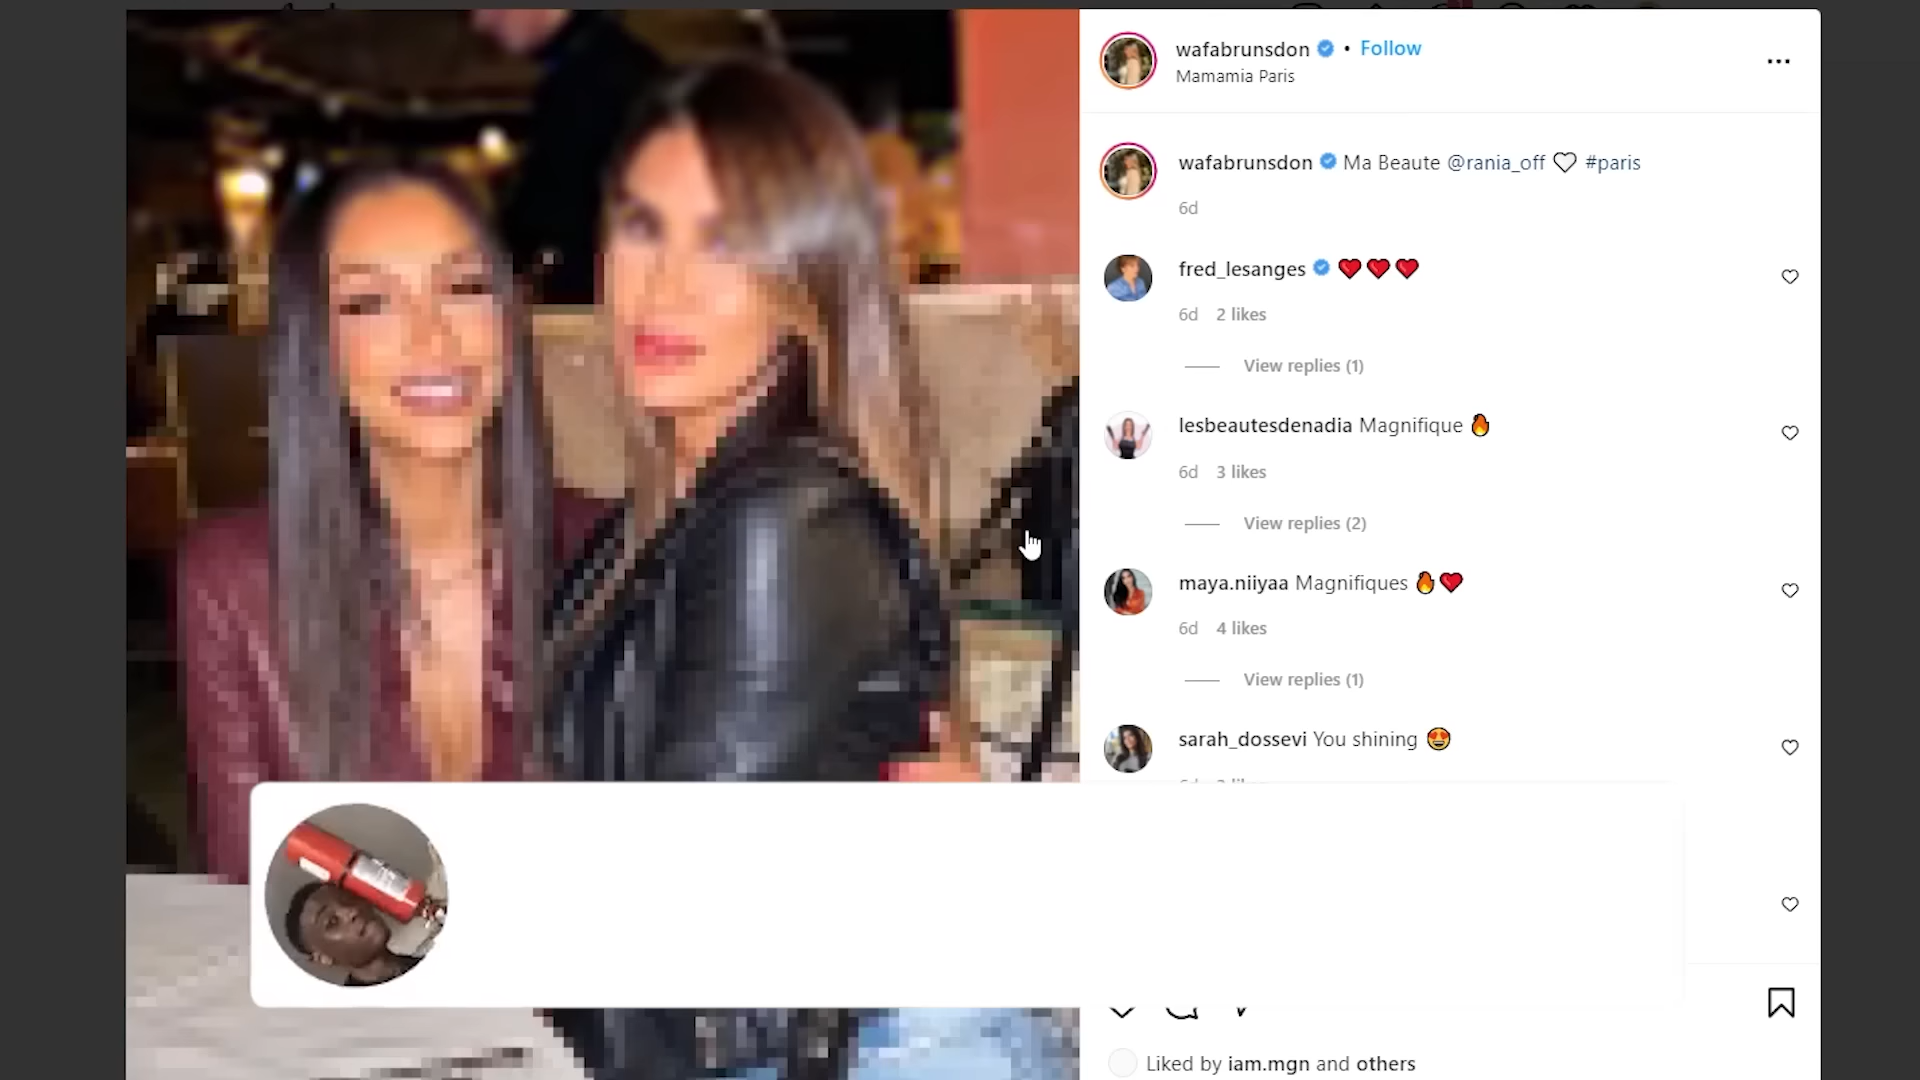 wafabrunsdon • Follow
Mamamia Paris
wafabrunsdon Ma Beaute @rania_off 🤍 #paris
6d
fred_lesanges ❤️❤️❤️
6d 2 likes
View replies (1)
lesbeautesdenadia Magnifique 🔥
6d 3 likes
View replies (2)
maya.niiyaa Magnifiques 🔥❤️
6d 4 likes
View replies (1)
sarah_dossevi You shining 😍
Liked by iam.mgn and others